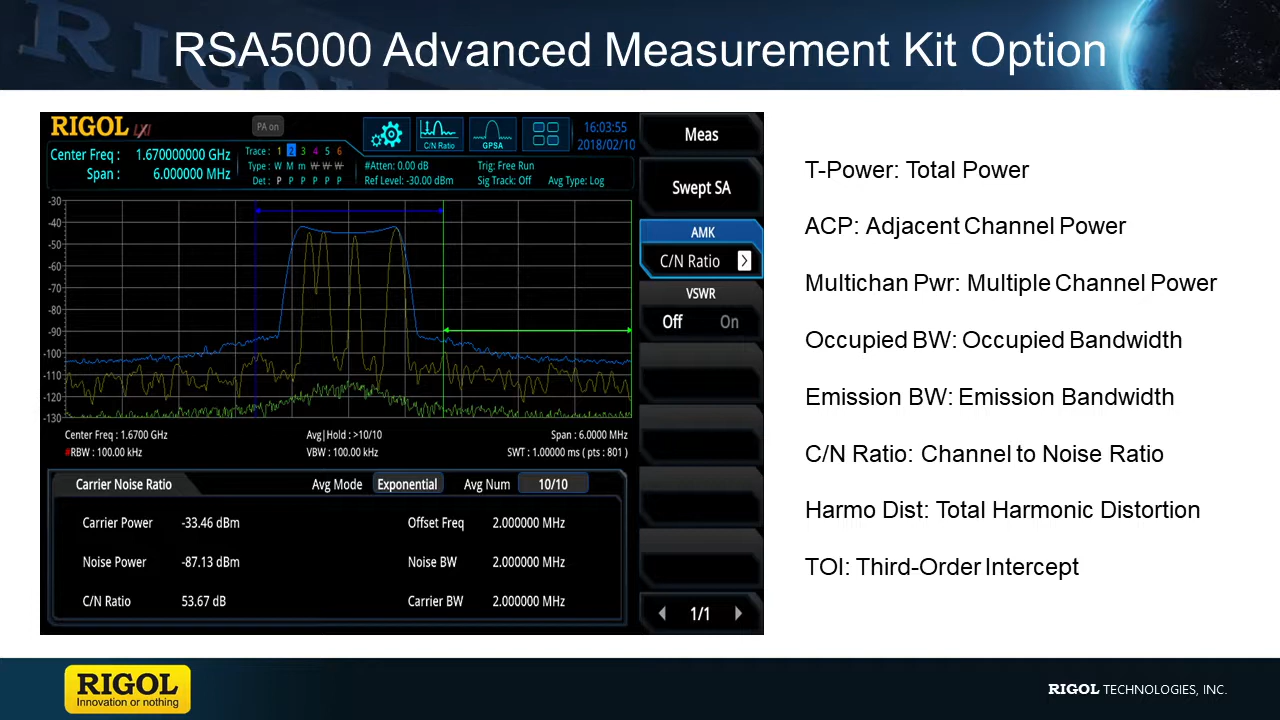 RSA5000 Advanced Measurement Kit Option
RIGOL LXI
PA on
C/N Ratio
GPSA
16:03:55
2018/02/10
Center Freq : 1.670000000 GHz
Span : 6.000000 MHz
Trace : 1 2 3 4 5 6
Type : W M m W W W
Det : P P P P P P
#Atten: 0.00 dB
Ref Level: -30.00 dBm
Trig: Free Run
Sig Track: Off
Avg Type: Log
-30
-40
-50
-60
-70
-80
-90
-100
-110
-120
-130
Center Freq : 1.6700 GHz
Avg|Hold : >10/10
Span : 6.0000 MHz
#RBW : 100.00 kHz
VBW : 100.00 kHz
SWT : 1.00000 ms ( pts : 801 )
Carrier Noise Ratio
Avg Mode Exponential
Avg Num 10/10
Carrier Power -33.46 dBm
Offset Freq 2.000000 MHz
Noise Power -87.13 dBm
Noise BW 2.000000 MHz
C/N Ratio 53.67 dB
Carrier BW 2.000000 MHz
Meas
Swept SA
AMK
C/N Ratio
VSWR
Off On
1/1
T-Power: Total Power
ACP: Adjacent Channel Power
Multichan Pwr: Multiple Channel Power
Occupied BW: Occupied Bandwidth
Emission BW: Emission Bandwidth
C/N Ratio: Channel to Noise Ratio
Harmo Dist: Total Harmonic Distortion
TOI: Third-Order Intercept
RIGOL
Innovation or nothing
RIGOL TECHNOLOGIES, INC.